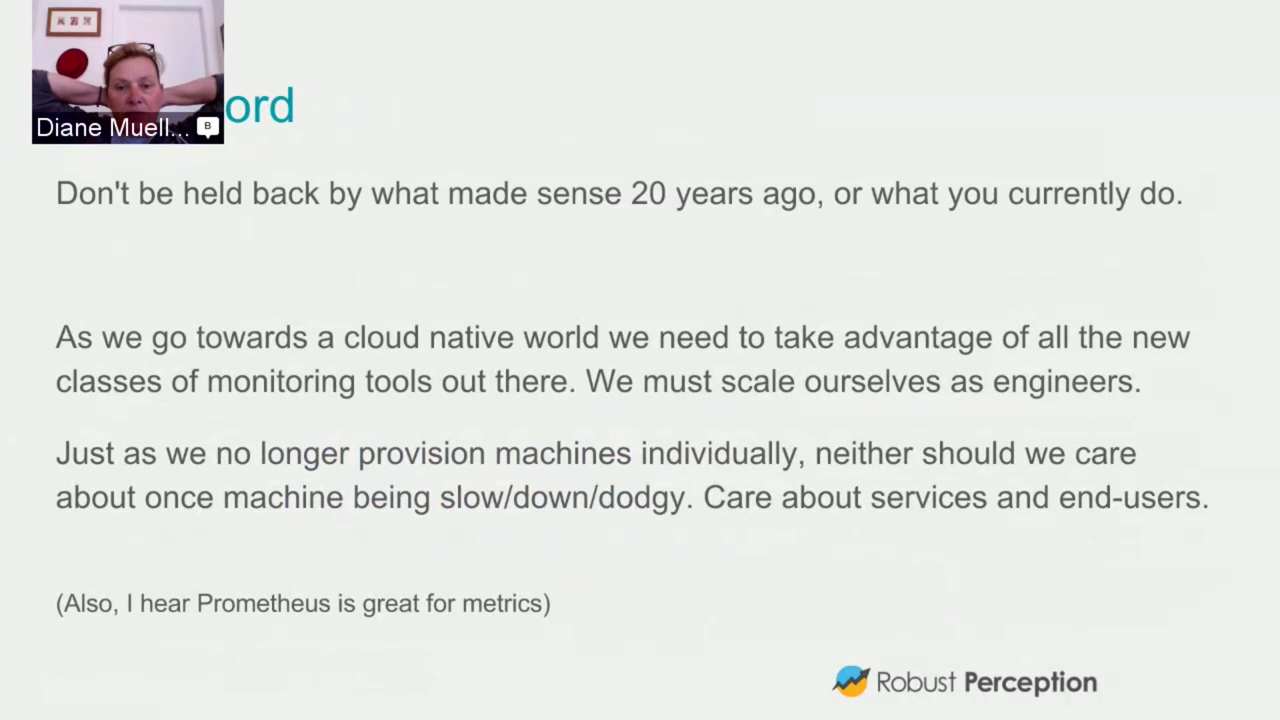 ord
Diane Muell...
B
Don't be held back by what made sense 20 years ago, or what you currently do.
As we go towards a cloud native world we need to take advantage of all the new
classes of monitoring tools out there. We must scale ourselves as engineers.
Just as we no longer provision machines individually, neither should we care
about once machine being slow/down/dodgy. Care about services and end-users.
(Also, I hear Prometheus is great for metrics)
Robust Perception